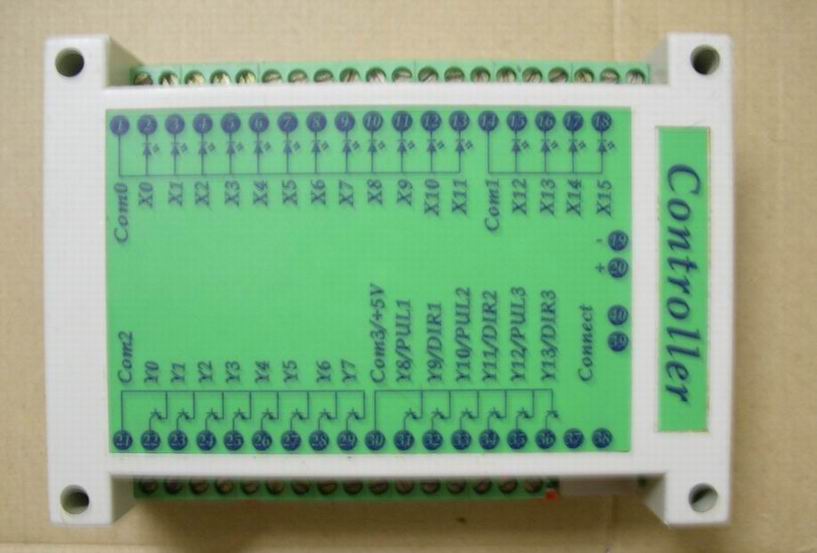 1 2 3 4 5 6 7 8 9 10 11 12 13 14 15 16 17 18
Com0 X0 X1 X2 X3 X4 X5 X6 X7 X8 X9 X10 X11 Com1 X12 X13 X14 X15
- 19
+ 20
Com2 Y0 Y1 Y2 Y3 Y4 Y5 Y6 Y7 Com3/+5V Y8/PUL1 Y9/DIR1 Y10/PUL2 Y11/DIR2 Y12/PUL3 Y13/DIR3 Connect
21 22 23 24 25 26 27 28 29 30 31 32 33 34 35 36 37 38
Controller